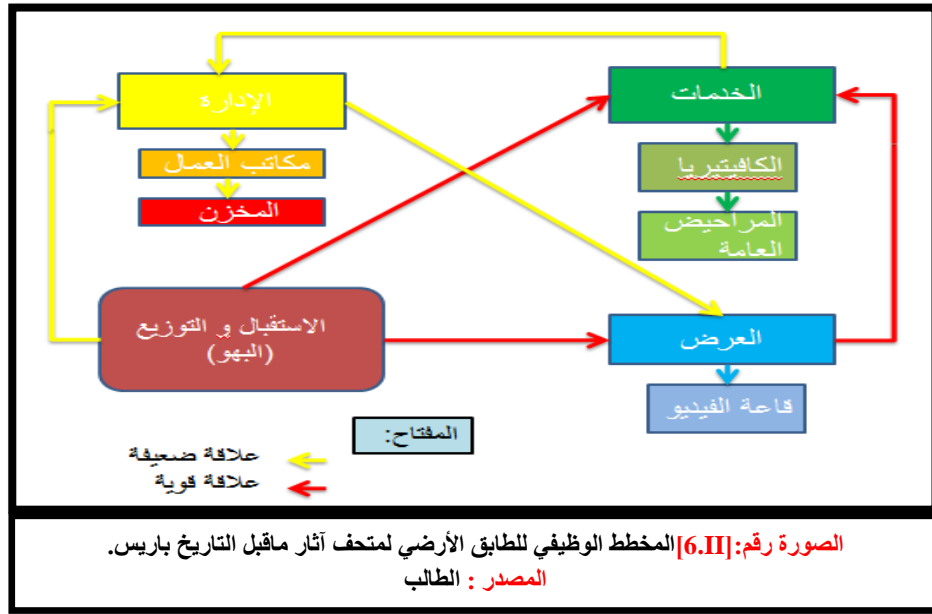 الإدارة
الخدمات
مكاتب العمال
الكافيتيريا
المخزن
المراحيض
العامة
الاستقبال و التوزيع
(البهو)
العرض
قاعة الفيديو
المفتاح:
علاقة ضعيفة
علاقة قوية
الصورة رقم:[6.II]المخطط الوظيفي للطابق الأرضي لمتحف آثار ماقبل التاريخ باريس.
المصدر : الطالب